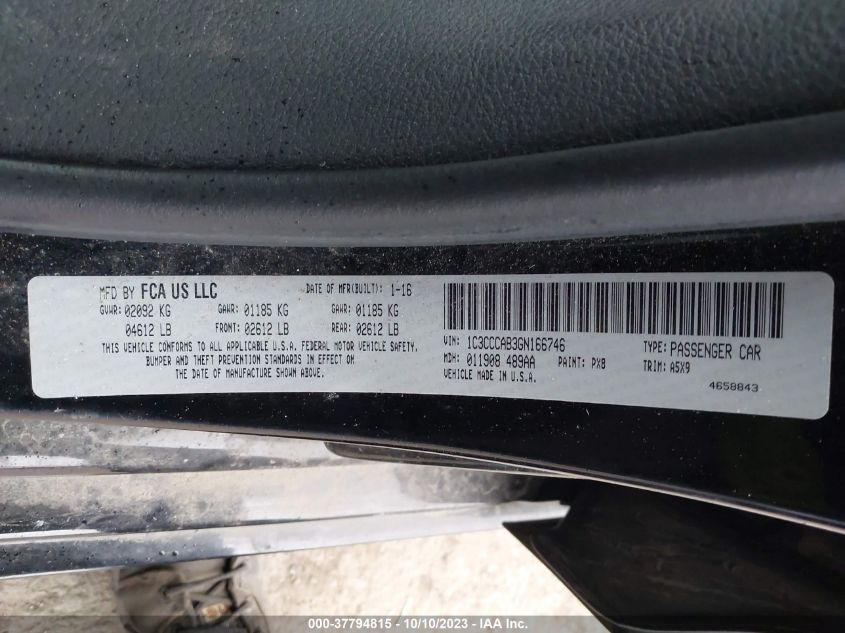 MFD BY FCA US LLC DATE OF MFR(BUILT): 1-16
GVWR: 02092 KG GAWR: 01185 KG GAWR: 01185 KG
04612 LB FRONT: 02612 LB REAR: 02612 LB
THIS VEHICLE CONFORMS TO ALL APPLICABLE U.S.A. FEDERAL MOTOR VEHICLE SAFETY,
BUMPER AND THEFT PREVENTION STANDARDS IN EFFECT ON
THE DATE OF MANUFACTURE SHOWN ABOVE.
VIN: 1C3CCCAB3GN166746 TYPE: PASSENGER CAR
MDH: 011908 489AA PAINT: PX8 TRIM: A5X9
VEHICLE MADE IN U.S.A.
4658843
000-37794815 - 10/10/2023 - IAA Inc.